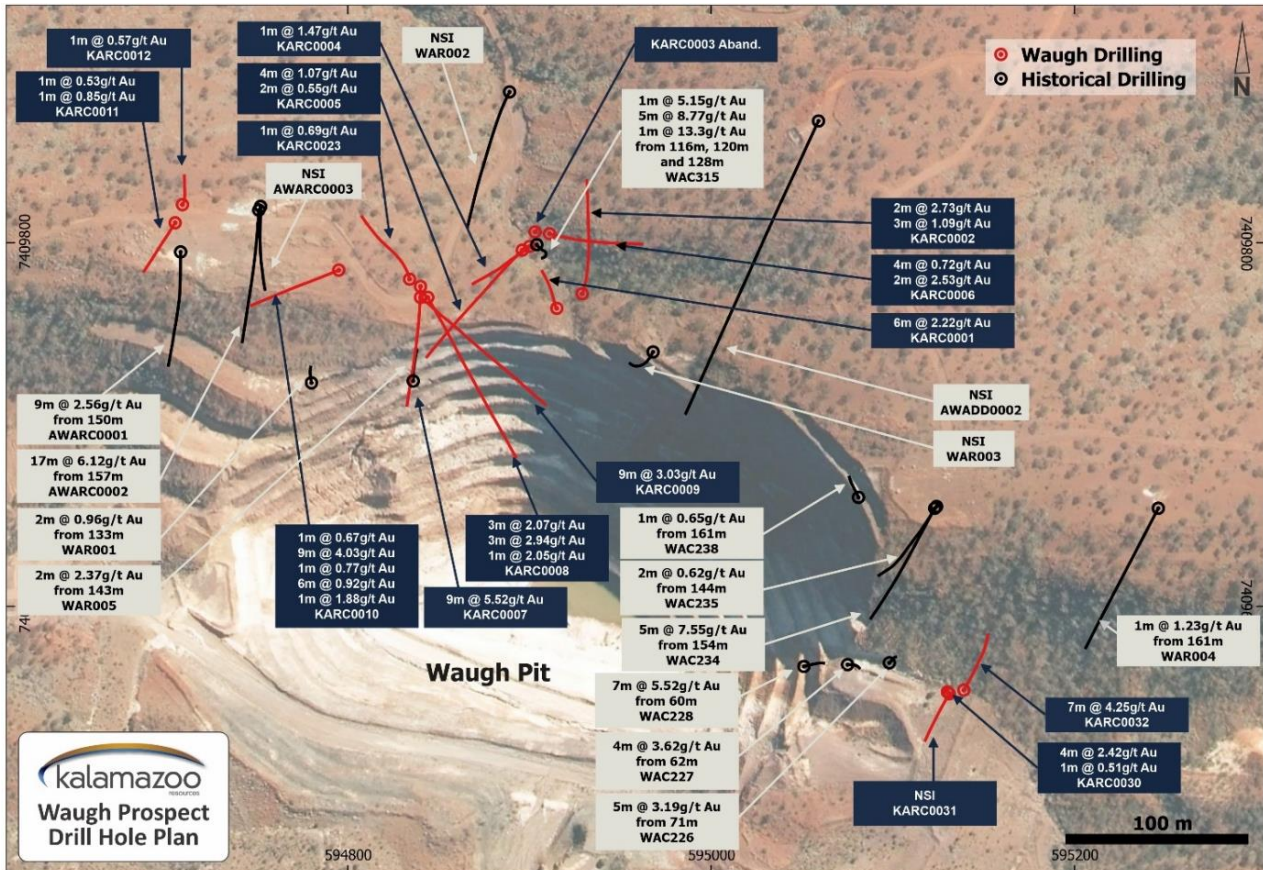 1m @ 0.57g/t Au
KARC0012
1m @ 0.53g/t Au
1m @ 0.85g/t Au
KARC0011
1m @ 1.47g/t Au
KARC0004
4m @ 1.07g/t Au
2m @ 0.55g/t Au
KARC0005
1m @ 0.69g/t Au
KARC0023
NSI
AWARC0003
NSI
WAR002
KARC0003 Aband.
1m @ 5.15g/t Au
5m @ 8.77g/t Au
1m @ 13.3g/t Au
from 116m, 120m
and 128m
WAC315
Waugh Drilling
Historical Drilling
N
2m @ 2.73g/t Au
3m @ 1.09g/t Au
KARC0002
4m @ 0.72g/t Au
2m @ 2.53g/t Au
KARC0006
6m @ 2.22g/t Au
KARC0001
7409800
7409800
NSI
AWADD0002
NSI
WAR003
9m @ 2.56g/t Au
from 150m
AWARC0001
17m @ 6.12g/t Au
from 157m
AWARC0002
2m @ 0.96g/t Au
from 133m
WAR001
2m @ 2.37g/t Au
from 143m
WAR005
1m @ 0.67g/t Au
9m @ 4.03g/t Au
1m @ 0.77g/t Au
6m @ 0.92g/t Au
1m @ 1.88g/t Au
KARC0010
9m @ 5.52g/t Au
KARC0007
3m @ 2.07g/t Au
3m @ 2.94g/t Au
1m @ 2.05g/t Au
KARC0008
9m @ 3.03g/t Au
KARC0009
1m @ 0.65g/t Au
from 161m
WAC238
2m @ 0.62g/t Au
from 144m
WAC235
5m @ 7.55g/t Au
from 154m
WAC234
7m @ 5.52g/t Au
from 60m
WAC228
4m @ 3.62g/t Au
from 62m
WAC227
5m @ 3.19g/t Au
from 71m
WAC226
1m @ 1.23g/t Au
from 161m
WAR004
7m @ 4.25g/t Au
KARC0032
4m @ 2.42g/t Au
1m @ 0.51g/t Au
KARC0030
NSI
KARC0031
Waugh Pit
kalamazoo
resources
Waugh Prospect
Drill Hole Plan
100 m
594800
595000
595200